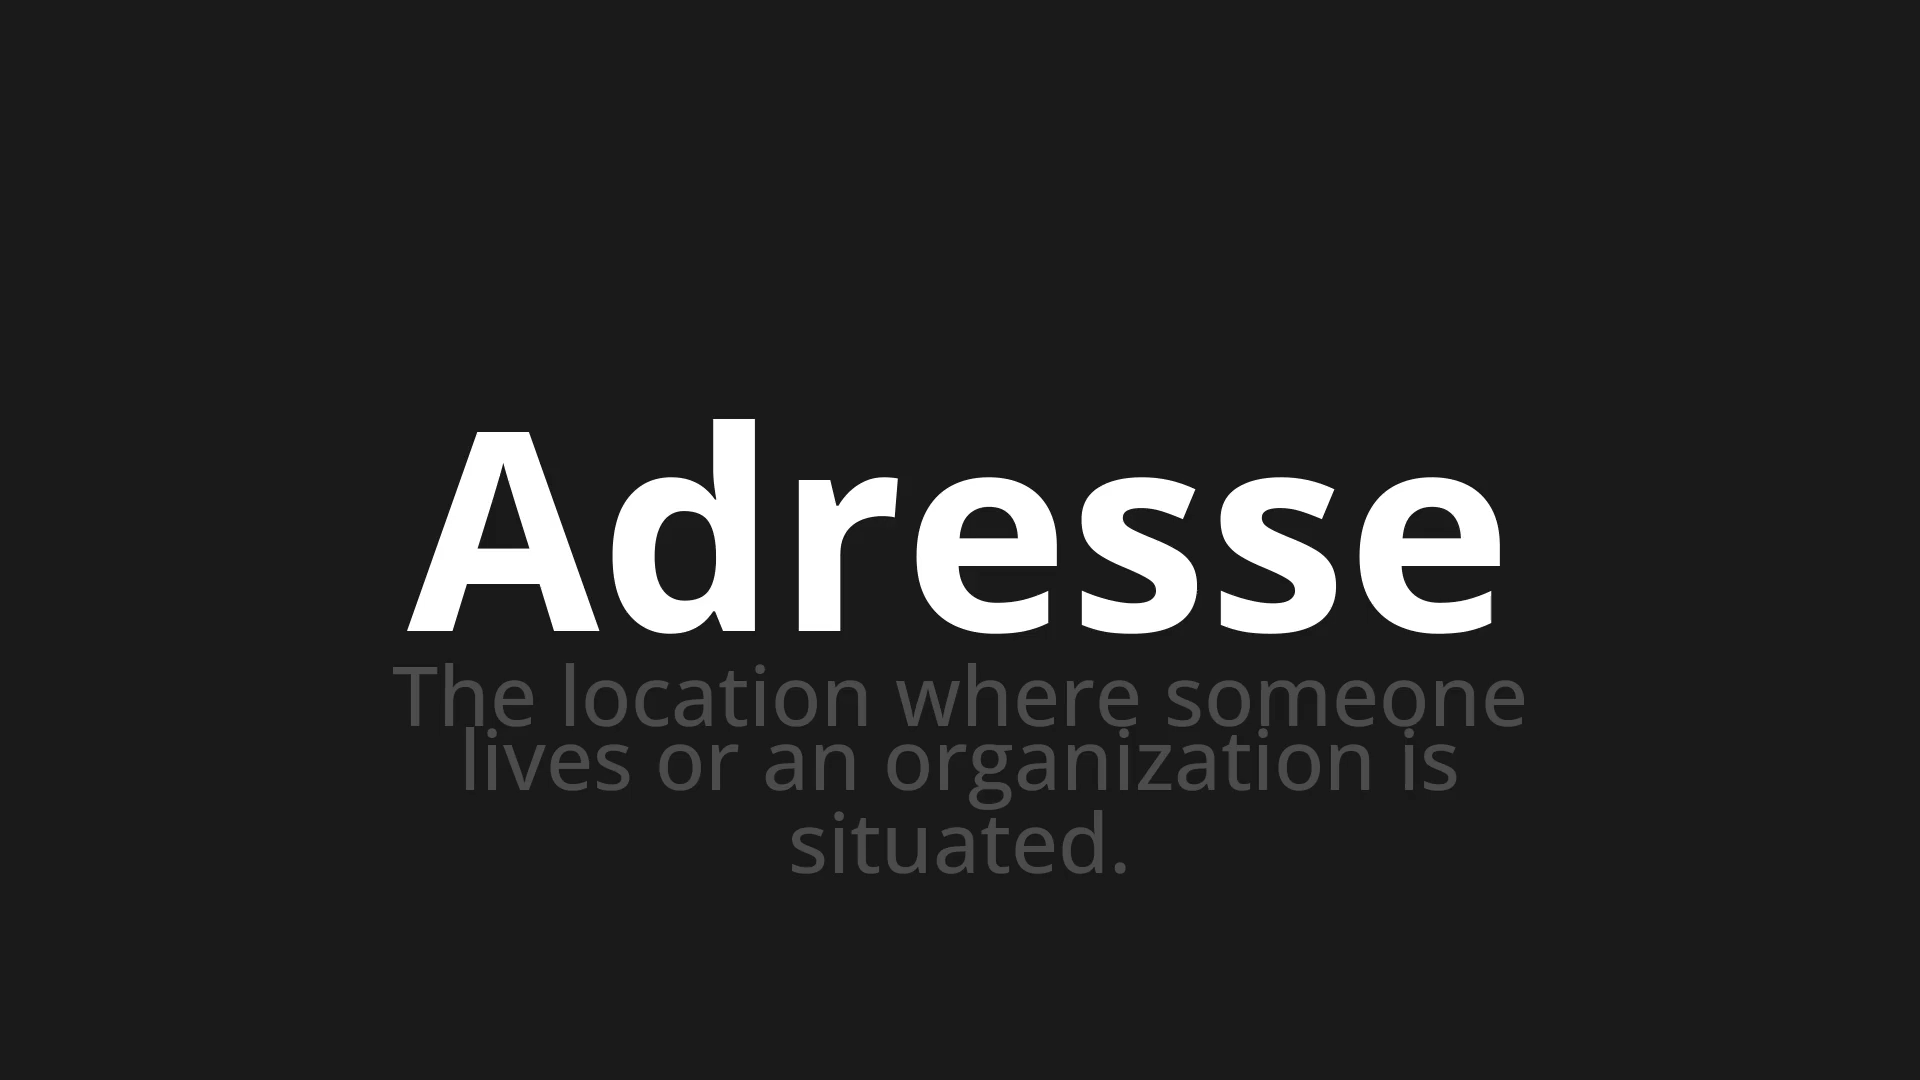 Adresse
The location where someone
lives or an organization is
situated.